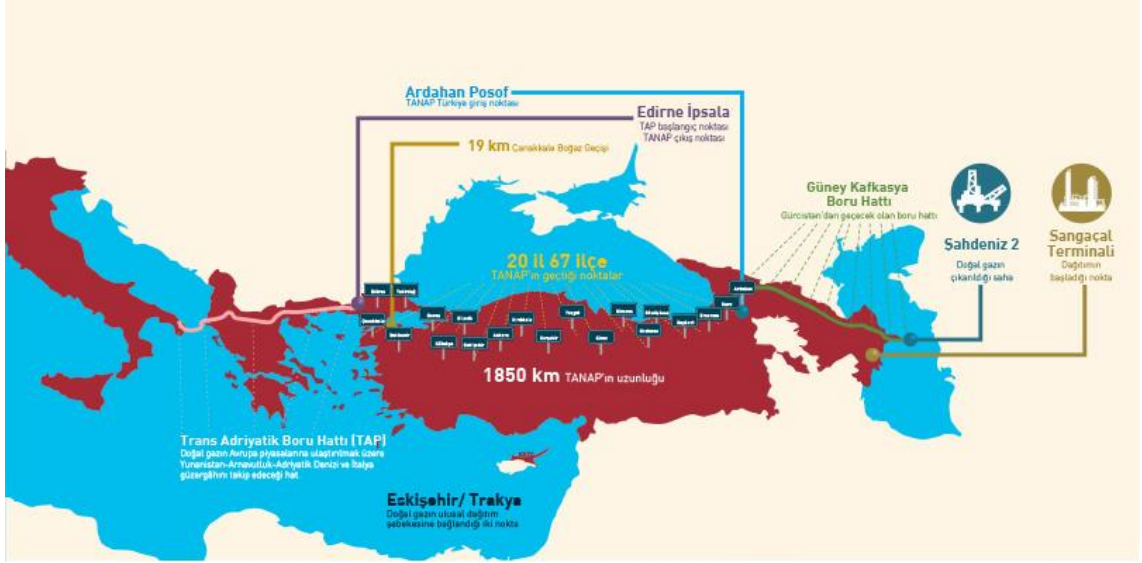 Ardahan Posof
TANAP Türkiye giriş noktası
Edirne İpsala
TAP başlangıç noktası
TANAP çıkış noktası
19 km Çanakkale Boğaz Geçişi
Güney Kafkasya
Boru Hattı
Gürcistan'dan geçecek olan boru hattı
Şahdeniz 2
Doğal gazın
çıkarıldığı saha
Sangaçal
Terminali
Dağıtımın
başladığı nokta
20 il 67 ilçe
TANAP'ın geçtiği noktalar
Edirne
Tekirdağ
Ardahan
Kars
Çanakkale
Balıkesir
Bursa
Bilecik
Kütahya
Eskişehir
Ankara
Kırıkkale
Kırşehir
Yozgat
Sivas
Giresun
Erzincan
Gümüşhane
Bayburt
Erzurum
1850 km TANAP'ın uzunluğu
Trans Adriyatik Boru Hattı (TAP)
Doğal gazın Avrupa piyasalarına ulaştırılmak üzere
Yunanistan-Arnavutluk-Adriyatik Denizi ve İtalya
güzergâhını takip edeceği hat
Eskişehir/ Trakya
Doğal gazın ulusal dağıtım
şebekesine bağlandığı iki nokta